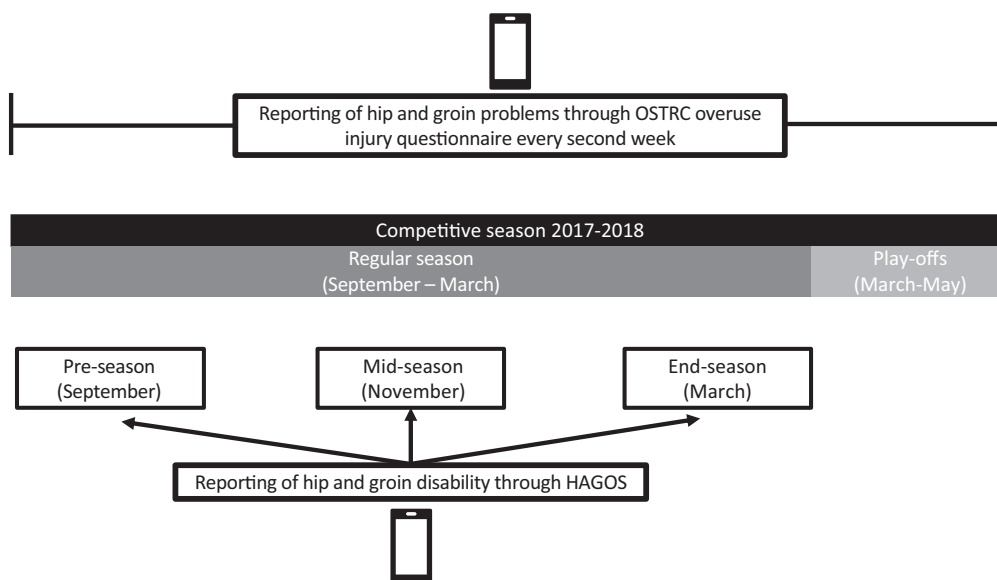 Reporting of hip and groin problems through OSTRC overuse
injury questionnaire every second week
Competitive season 2017-2018
Regular season
(September – March)
Play-offs
(March-May)
Pre-season
(September)
Mid-season
(November)
End-season
(March)
Reporting of hip and groin disability through HAGOS